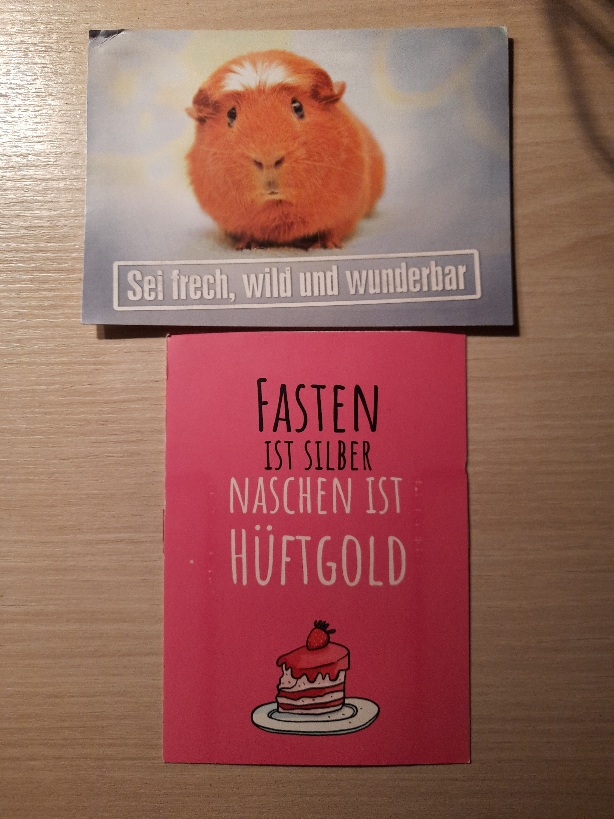 Sei frech, wild und wunderbar
FASTEN
IST SILBER
NASCHEN IST
HÜFTGOLD